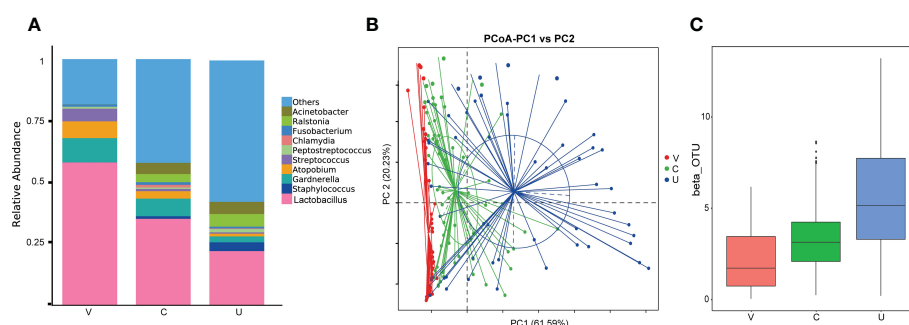 A
Relative Abundance
1
0.75
0.5
0.25
0
V C U
Others
Acinetobacter
Ralstonia
Fusobacterium
Chlamydia
Peptostreptococcus
Streptococcus
Atopobium
Gardnerella
Staphylococcus
Lactobacillus
B
PCoA-PC1 vs PC2
PC 2 (20.23%)
PC1 (61.59%)
V
C
U
C
beta_OTU
10
5
0
V C U